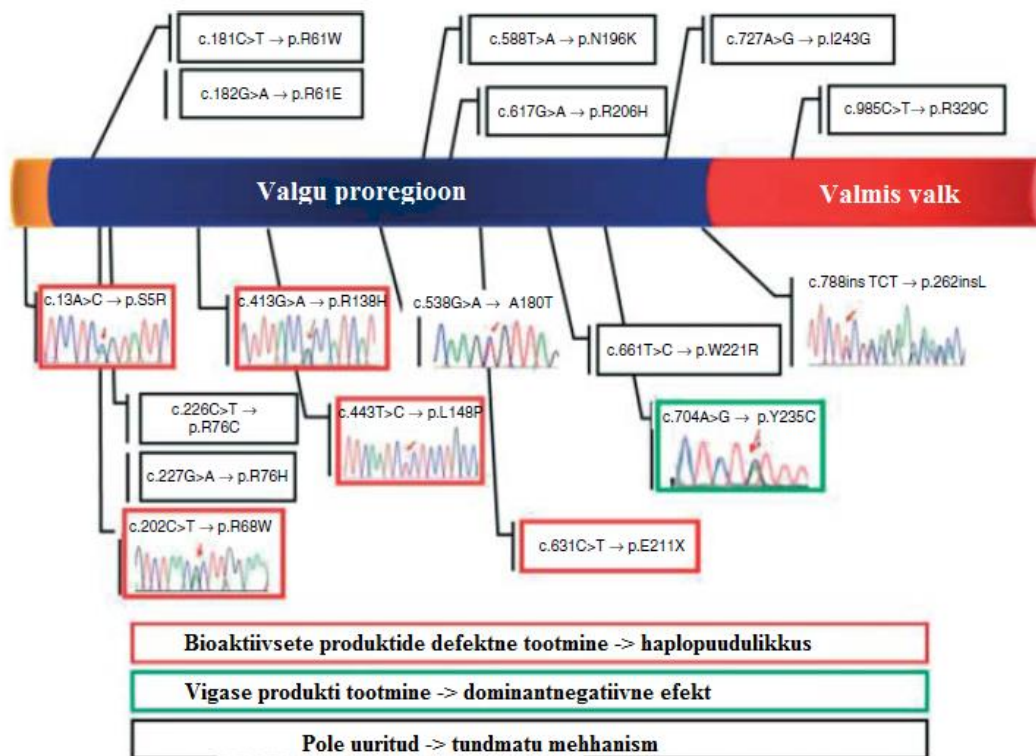 c.181C>T → p.R61W
c.588T>A → p.N196K
c.727A>G → p.I243G
c.182G>A → p.R61E
c.617G>A → p.R206H
c.985C>T → p.R329C
Valgu proregioon
Valmis valk
c.13A>C → p.S5R
c.413G>A → p.R138H
c.538G>A → A180T
c.788ins TCT → p.262insL
c.661T>C → p.W221R
c.226C>T →
p.R76C
c.443T>C → p.L148P
c.704A>G → p.Y235C
c.227G>A → p.R76H
c.202C>T → p.R68W
c.631C>T → p.E211X
Bioaktiivsete produktide defektne tootmine -> haplopuudulikkus
Vigase produkti tootmine -> dominantnegatiivne efekt
Pole uuritud -> tundmatu mehhanism